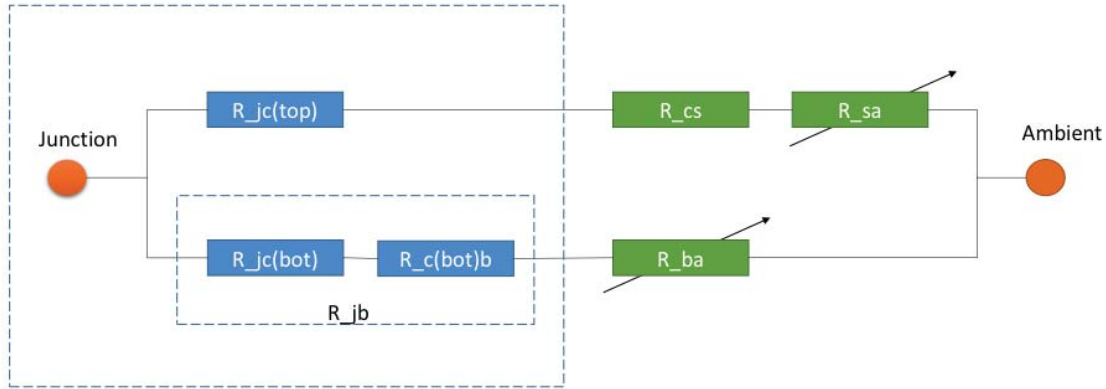 R_jc(top)
R_cs
R_sa
Junction
Ambient
R_jc(bot)
R_c(bot)b
R_ba
R_jb